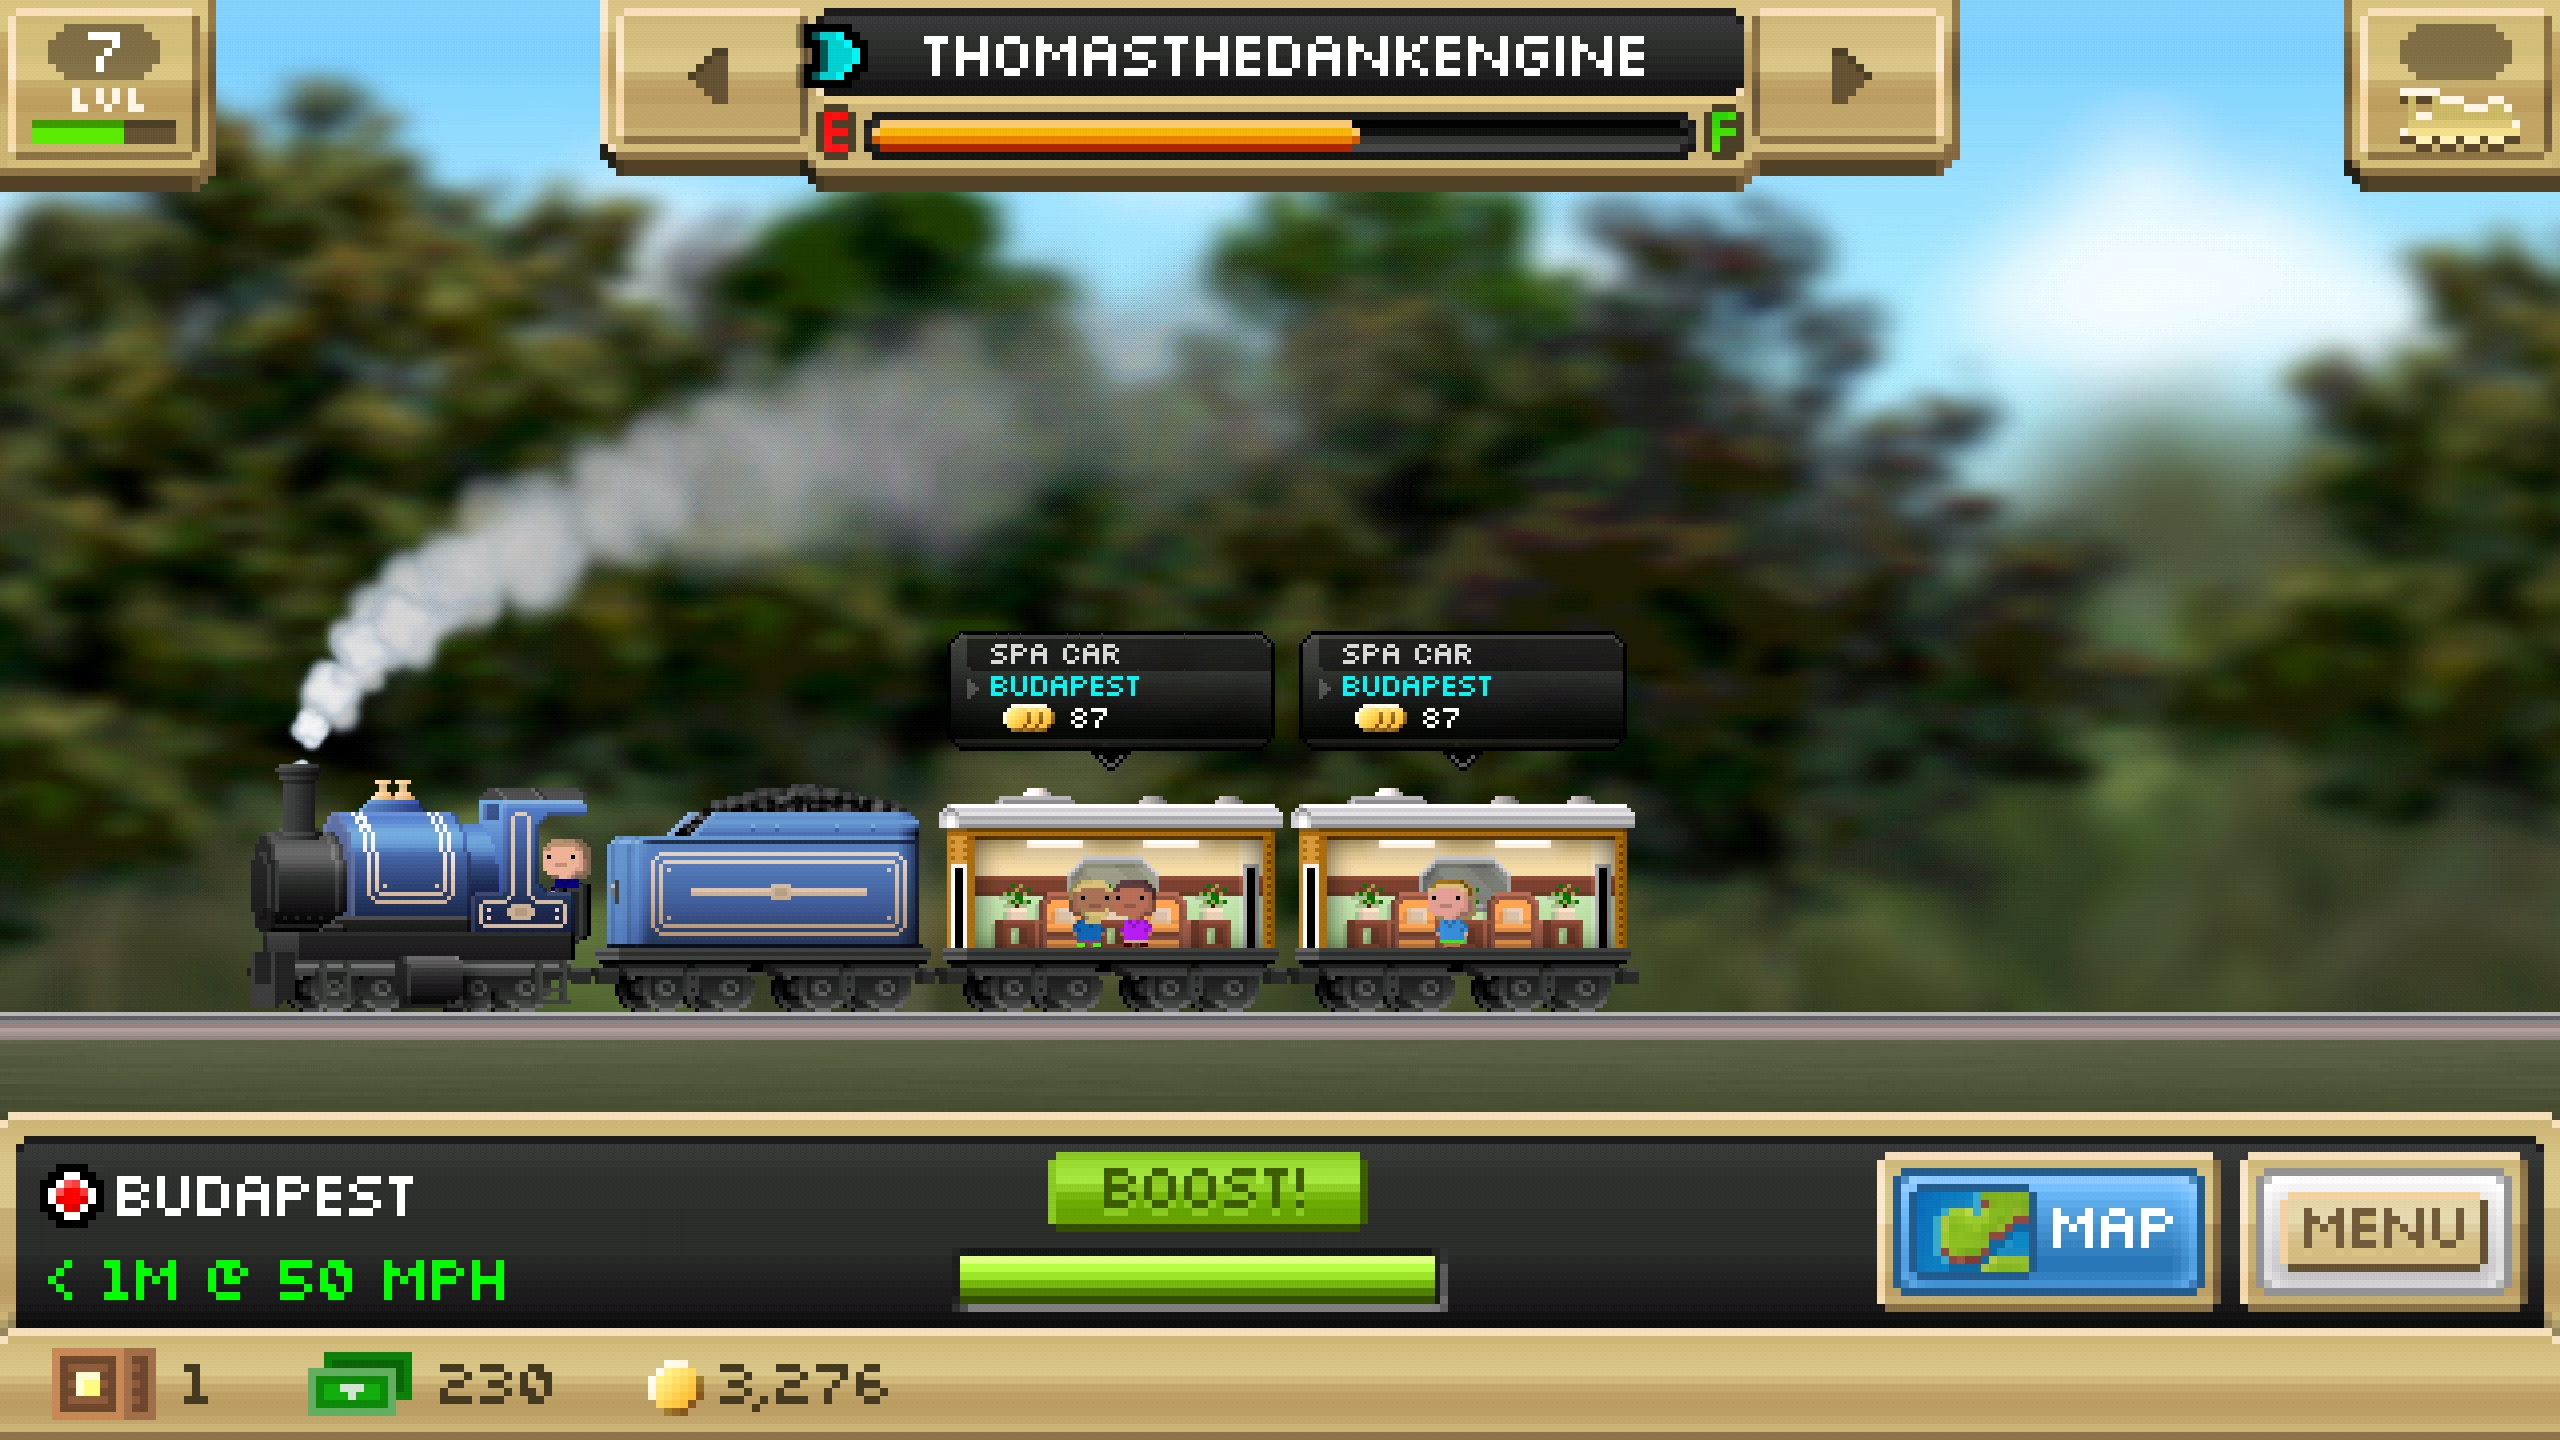 7
LVL
THOMASTHEDANKENGINE
E F
SPA CAR
BUDAPEST
87
SPA CAR
BUDAPEST
87
BUDAPEST
< 1M @ 50 MPH
BOOST!
MAP
MENU
1
230
3,276